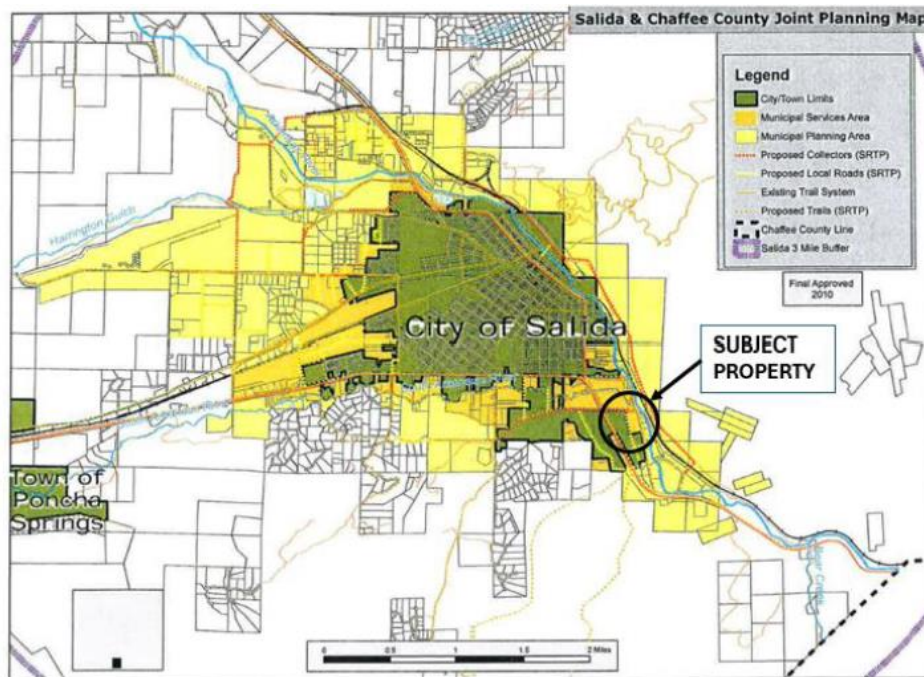 Salida & Chaffee County Joint Planning Map
Legend
City/Town Limits
Municipal Services Area
Municipal Planning Area
Proposed Collectors (SRTP)
Proposed Local Roads (SRTP)
Existing Trail System
Proposed Trails (SRTP)
Chaffee County Line
Salida 3 Mile Buffer
Final Approved
2010
Harrington Gulch
City of Salida
SUBJECT
PROPERTY
Town of
Poncha
Springs
0 0.5 1 1.5 2 Miles